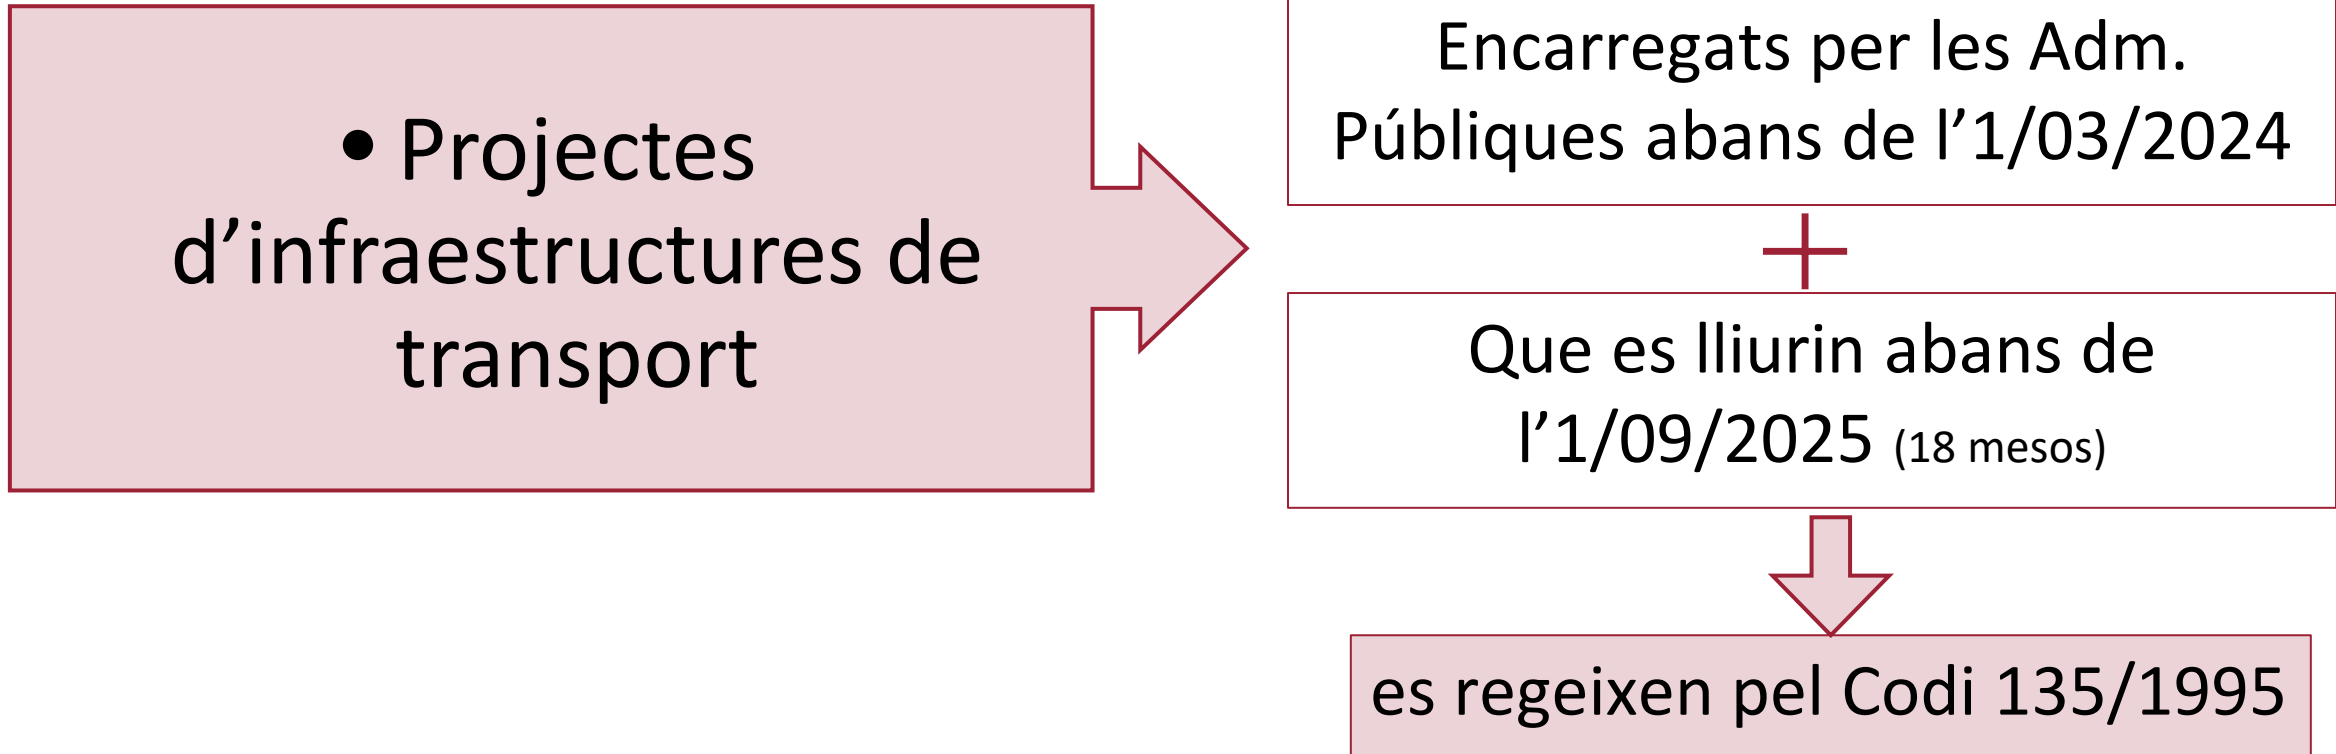 • Projectes
d’infraestructures de
transport
Encarregats per les Adm.
Públiques abans de l’1/03/2024
Que es lliurin abans de
l’1/09/2025 (18 mesos)
es regeixen pel Codi 135/1995